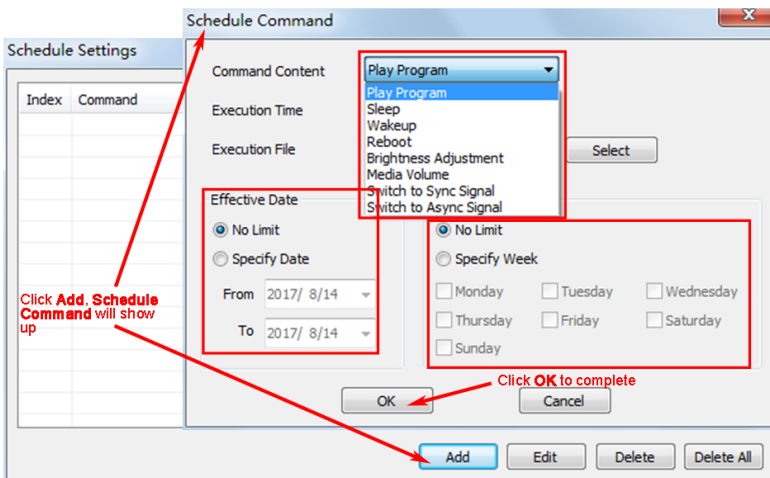 Schedule Command
Schedule Settings
Command Content
Play Program
Play Program
Sleep
Wakeup
Reboot
Brightness Adjustment
Media Volume
Switch to Sync Signal
Switch to Async Signal
Index Command
Execution Time
Execution File
Select
Effective Date
No Limit
Specify Date
From 2017/ 8/14
To 2017/ 8/14
No Limit
Specify Week
Monday Tuesday Wednesday
Thursday Friday Saturday
Sunday
Click Add, Schedule
Command will show
up
Click OK to complete
OK Cancel
Add Edit Delete Delete All